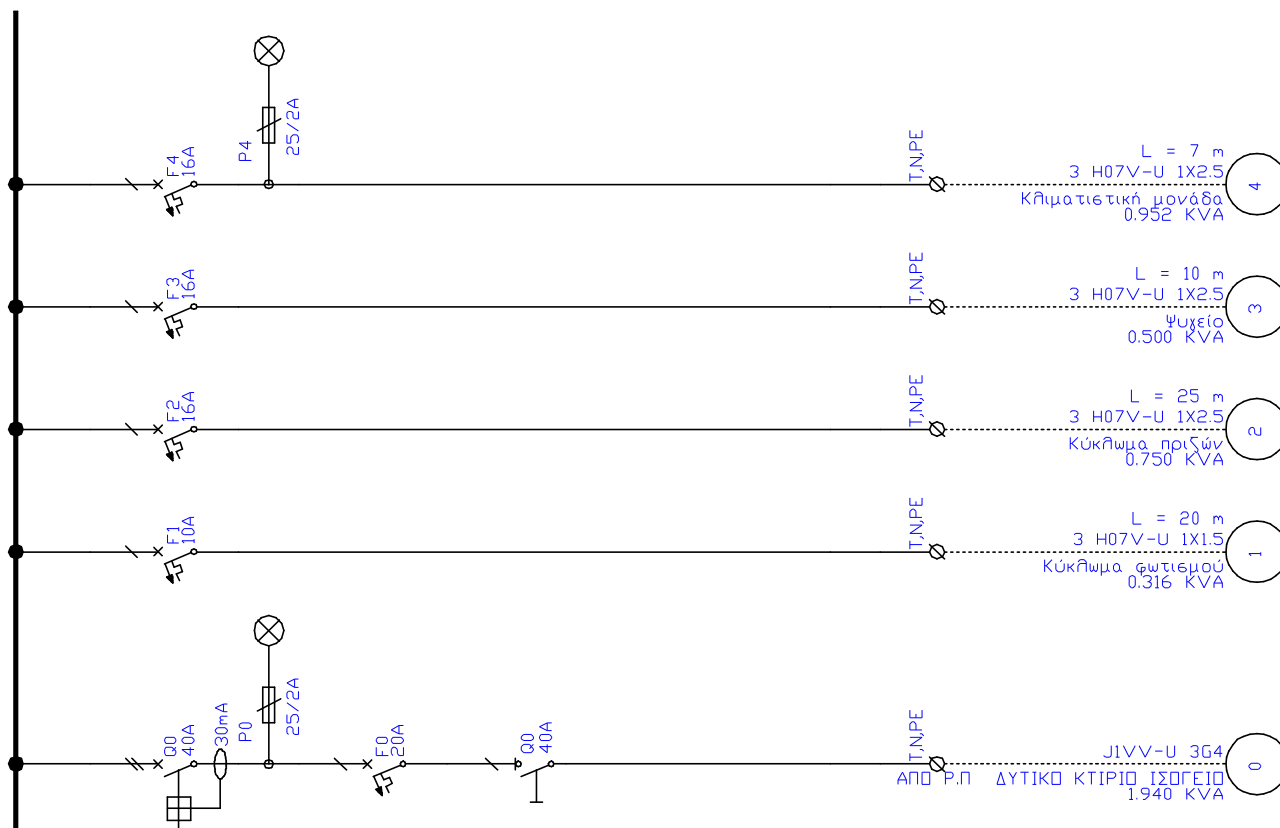 F4
16A
P4
25/2A
T,N,PE
L = 7 m
3 H07V-U 1X2.5
Κλιματιστική μονάδα
0.952 KVA
4
F3
16A
T,N,PE
L = 10 m
3 H07V-U 1X2.5
Ψυγείο
0.500 KVA
3
F2
16A
T,N,PE
L = 25 m
3 H07V-U 1X2.5
Κύκλωμα πριζών
0.750 KVA
2
F1
10A
T,N,PE
L = 20 m
3 H07V-U 1X1.5
Κύκλωμα φωτισμού
0.316 KVA
1
Q0
40A
30mA
P0
25/2A
F0
20A
Q0
40A
T,N,PE
J1VV-U 3G4
ΑΠΟ Ρ.Π ΔΥΤΙΚΟ ΚΤΙΡΙΟ ΙΣΟΓΕΙΟ
1.940 KVA
0